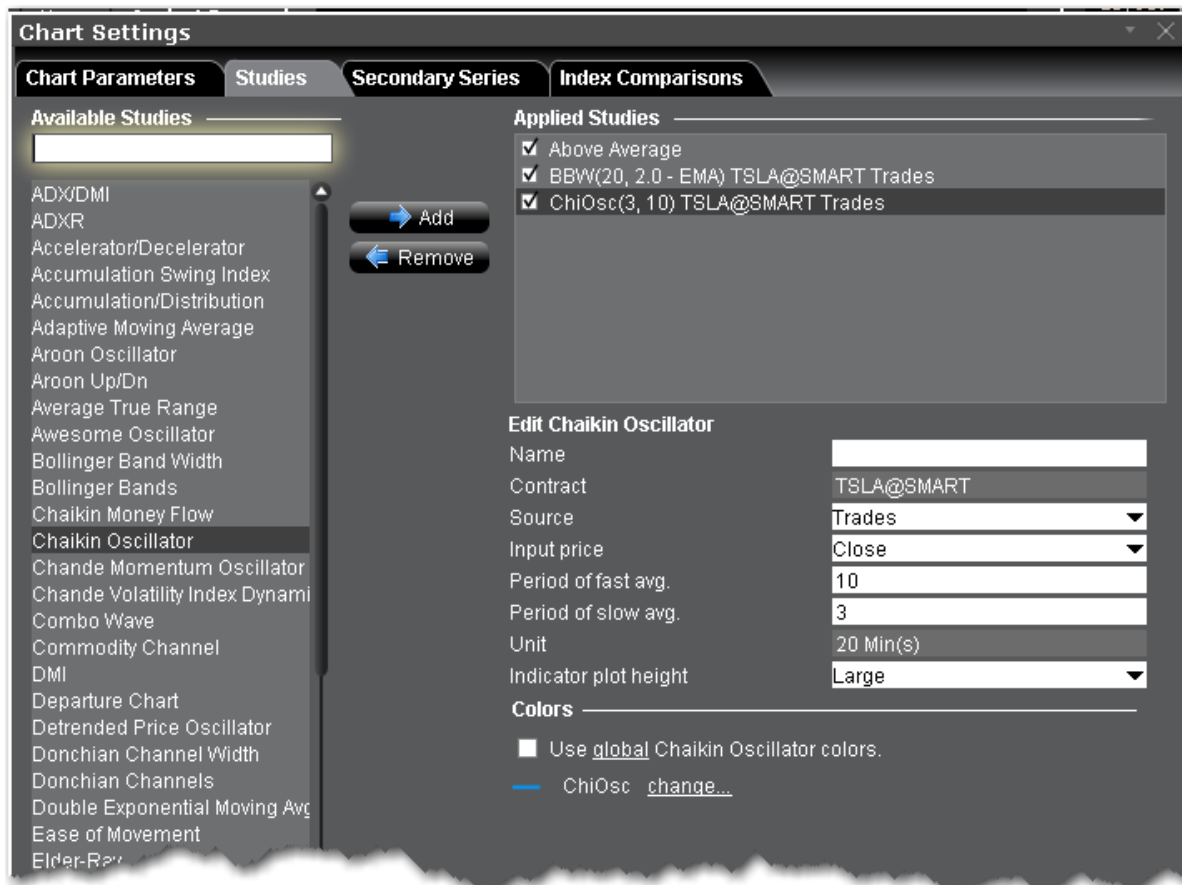 Chart Settings
Chart Parameters
Studies
Secondary Series
Index Comparisons
Available Studies
ADX/DMI
ADXR
Accelerator/Decelerator
Accumulation Swing Index
Accumulation/Distribution
Adaptive Moving Average
Aroon Oscillator
Aroon Up/Dn
Average True Range
Awesome Oscillator
Bollinger Band Width
Bollinger Bands
Chaikin Money Flow
Chaikin Oscillator
Chande Momentum Oscillator
Chande Volatility Index Dynami
Combo Wave
Commodity Channel
DMI
Departure Chart
Detrended Price Oscillator
Donchian Channel Width
Donchian Channels
Double Exponential Moving Avg
Ease of Movement
Elder-Ray
Add
Remove
Applied Studies
Above Average
BBW(20, 2.0 - EMA) TSLA@SMART Trades
ChiOsc(3, 10) TSLA@SMART Trades
Edit Chaikin Oscillator
Name
Contract TSLA@SMART
Source Trades
Input price Close
Period of fast avg. 10
Period of slow avg. 3
Unit 20 Min(s)
Indicator plot height Large
Colors
Use global Chaikin Oscillator colors.
ChiOsc change...